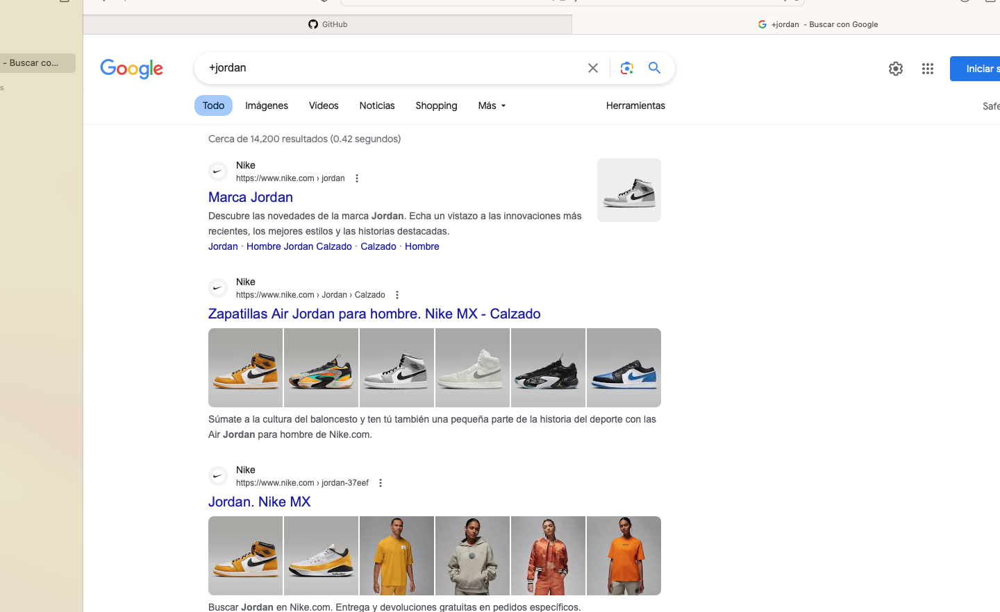 GitHub
+jordan - Buscar con Google
- Buscar co...
s
Google
+jordan
Iniciar s
Todo
Imágenes
Vídeos
Noticias
Shopping
Más
Herramientas
Safe
Cerca de 14,200 resultados (0.42 segundos)
Nike
https://www.nike.com › jordan
Marca Jordan
Descubre las novedades de la marca Jordan. Echa un vistazo a las innovaciones más
recientes, los mejores estilos y las historias destacadas.
Jordan · Hombre Jordan Calzado · Calzado · Hombre
Nike
https://www.nike.com › Jordan › Calzado
Zapatillas Air Jordan para hombre. Nike MX - Calzado
Súmate a la cultura del baloncesto y ten tú también una pequeña parte de la historia del deporte con las
Air Jordan para hombre de Nike.com.
Nike
https://www.nike.com › jordan-37eef
Jordan. Nike MX
Buscar Jordan en Nike.com. Entrega y devoluciones gratuitas en pedidos específicos.